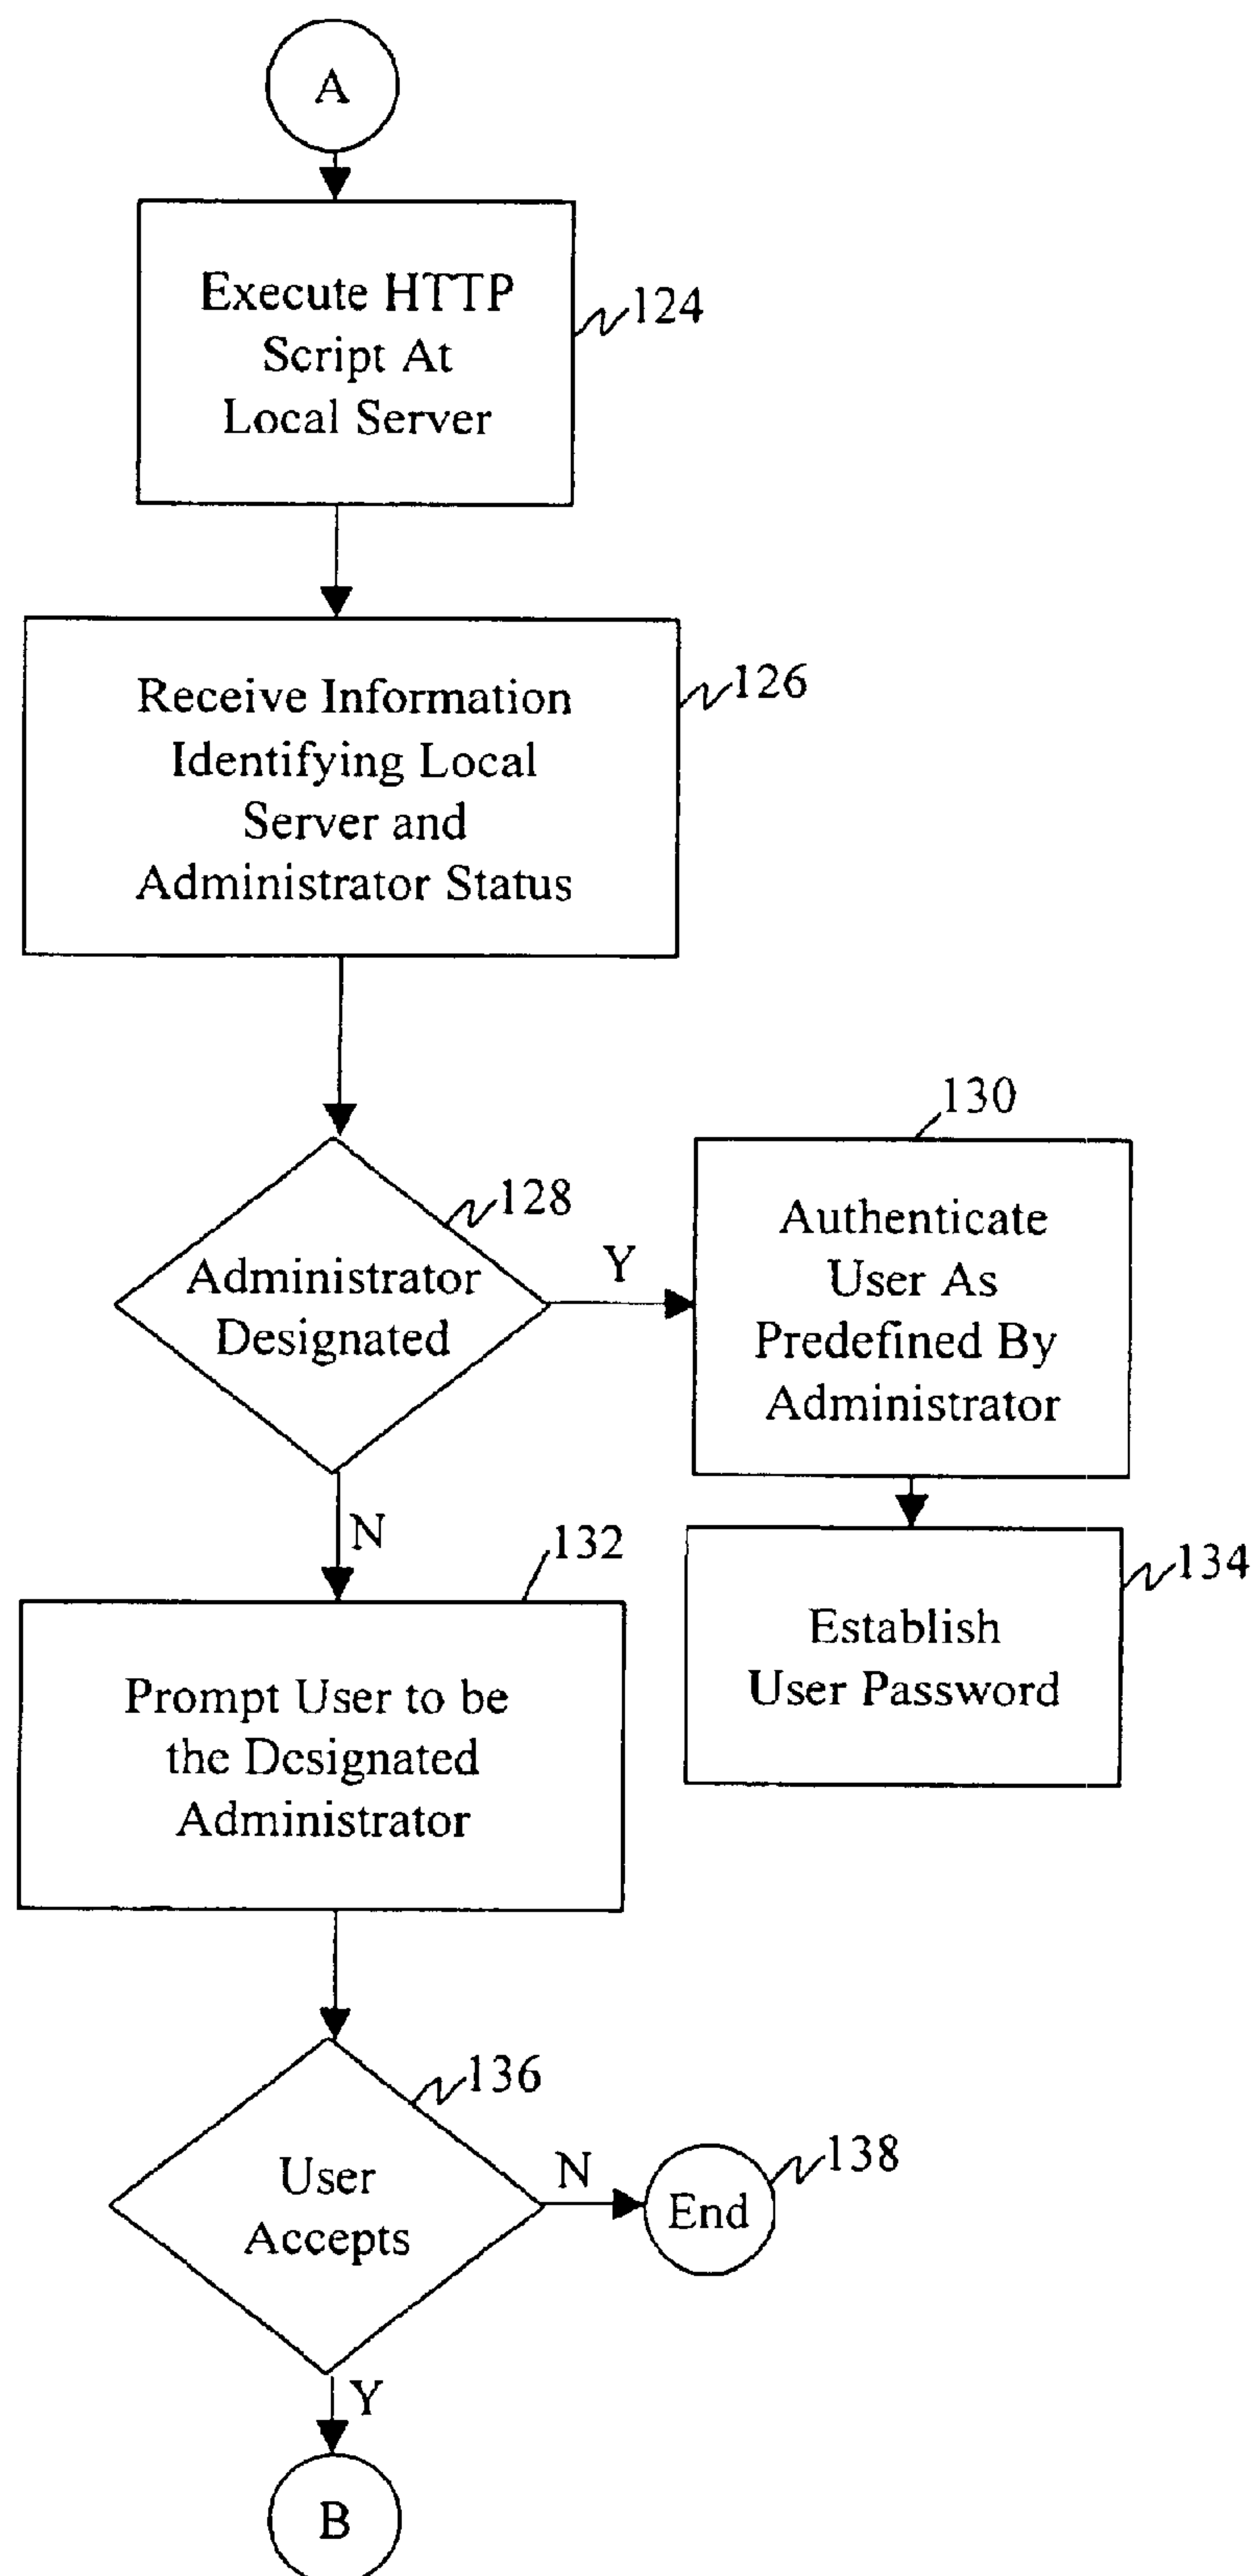 A
Execute HTTP
Script At
Local Server
124
Receive Information
Identifying Local
Server and
Administrator Status
126
128
Administrator
Designated
Y
130
Authenticate
User As
Predefined By
Administrator
N
132
134
Establish
User Password
Prompt User to be
the Designated
Administrator
136
User
Accepts
N
End
138
Y
B